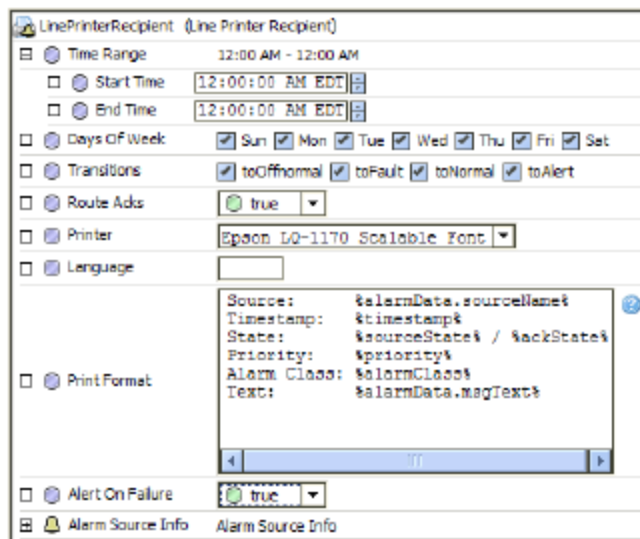 LinePrinterRecipient (Line Printer Recipient)
Time Range 12:00 AM - 12:00 AM
Start Time 12:00:00 AM EDT
End Time 12:00:00 AM EDT
Days Of Week Sun Mon Tue Wed Thu Fri Sat
Transitions toOffnormal toFault toNormal toAlert
Route Acks true
Printer Epson LQ-1170 Scalable Font
Language
Print Format
Source: %alarmData.sourceName%
Timestamp: %timestamp%
State: %sourceState% / %ackState%
Priority: %priority%
Alarm Class: %alarmClass%
Text: %alarmData.msgText%
Alert On Failure true
Alarm Source Info Alarm Source Info